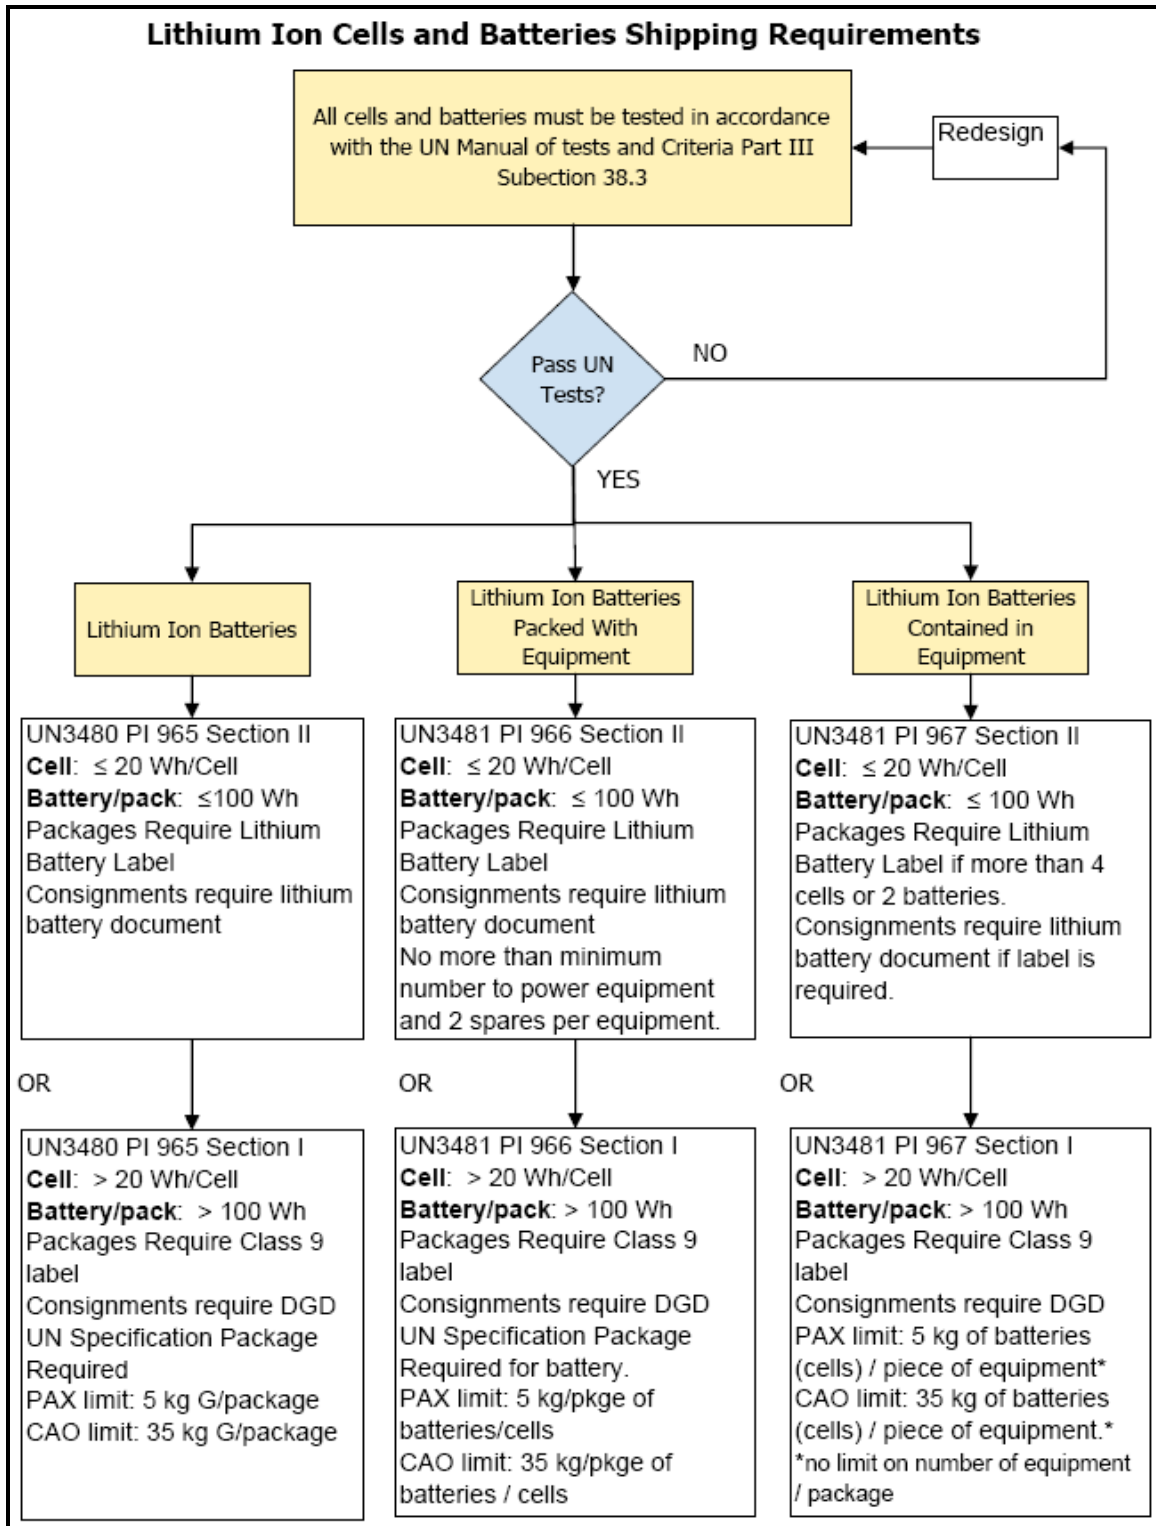 Lithium Ion Cells and Batteries Shipping Requirements
All cells and batteries must be tested in accordance
with the UN Manual of tests and Criteria Part III
Subection 38.3
Redesign
Pass UN
Tests?
NO
YES
Lithium Ion Batteries
Lithium Ion Batteries
Packed With
Equipment
Lithium Ion Batteries
Contained in
Equipment
UN3480 PI 965 Section II
Cell: ≤ 20 Wh/Cell
Battery/pack: ≤100 Wh
Packages Require Lithium
Battery Label
Consignments require lithium
battery document
UN3481 PI 966 Section II
Cell: ≤ 20 Wh/Cell
Battery/pack: ≤ 100 Wh
Packages Require Lithium
Battery Label
Consignments require lithium
battery document
No more than minimum
number to power equipment
and 2 spares per equipment.
UN3481 PI 967 Section II
Cell: ≤ 20 Wh/Cell
Battery/pack: ≤ 100 Wh
Packages Require Lithium
Battery Label if more than 4
cells or 2 batteries.
Consignments require lithium
battery document if label is
required.
OR
OR
OR
UN3480 PI 965 Section I
Cell: > 20 Wh/Cell
Battery/pack: > 100 Wh
Packages Require Class 9
label
Consignments require DGD
UN Specification Package
Required
PAX limit: 5 kg G/package
CAO limit: 35 kg G/package
UN3481 PI 966 Section I
Cell: > 20 Wh/Cell
Battery/pack: > 100 Wh
Packages Require Class 9
label
Consignments require DGD
UN Specification Package
Required for battery.
PAX limit: 5 kg/pkge of
batteries/cells
CAO limit: 35 kg/pkge of
batteries / cells
UN3481 PI 967 Section I
Cell: > 20 Wh/Cell
Battery/pack: > 100 Wh
Packages Require Class 9
label
Consignments require DGD
PAX limit: 5 kg of batteries
(cells) / piece of equipment*
CAO limit: 35 kg of batteries
(cells) / piece of equipment.*
*no limit on number of equipment
/ package